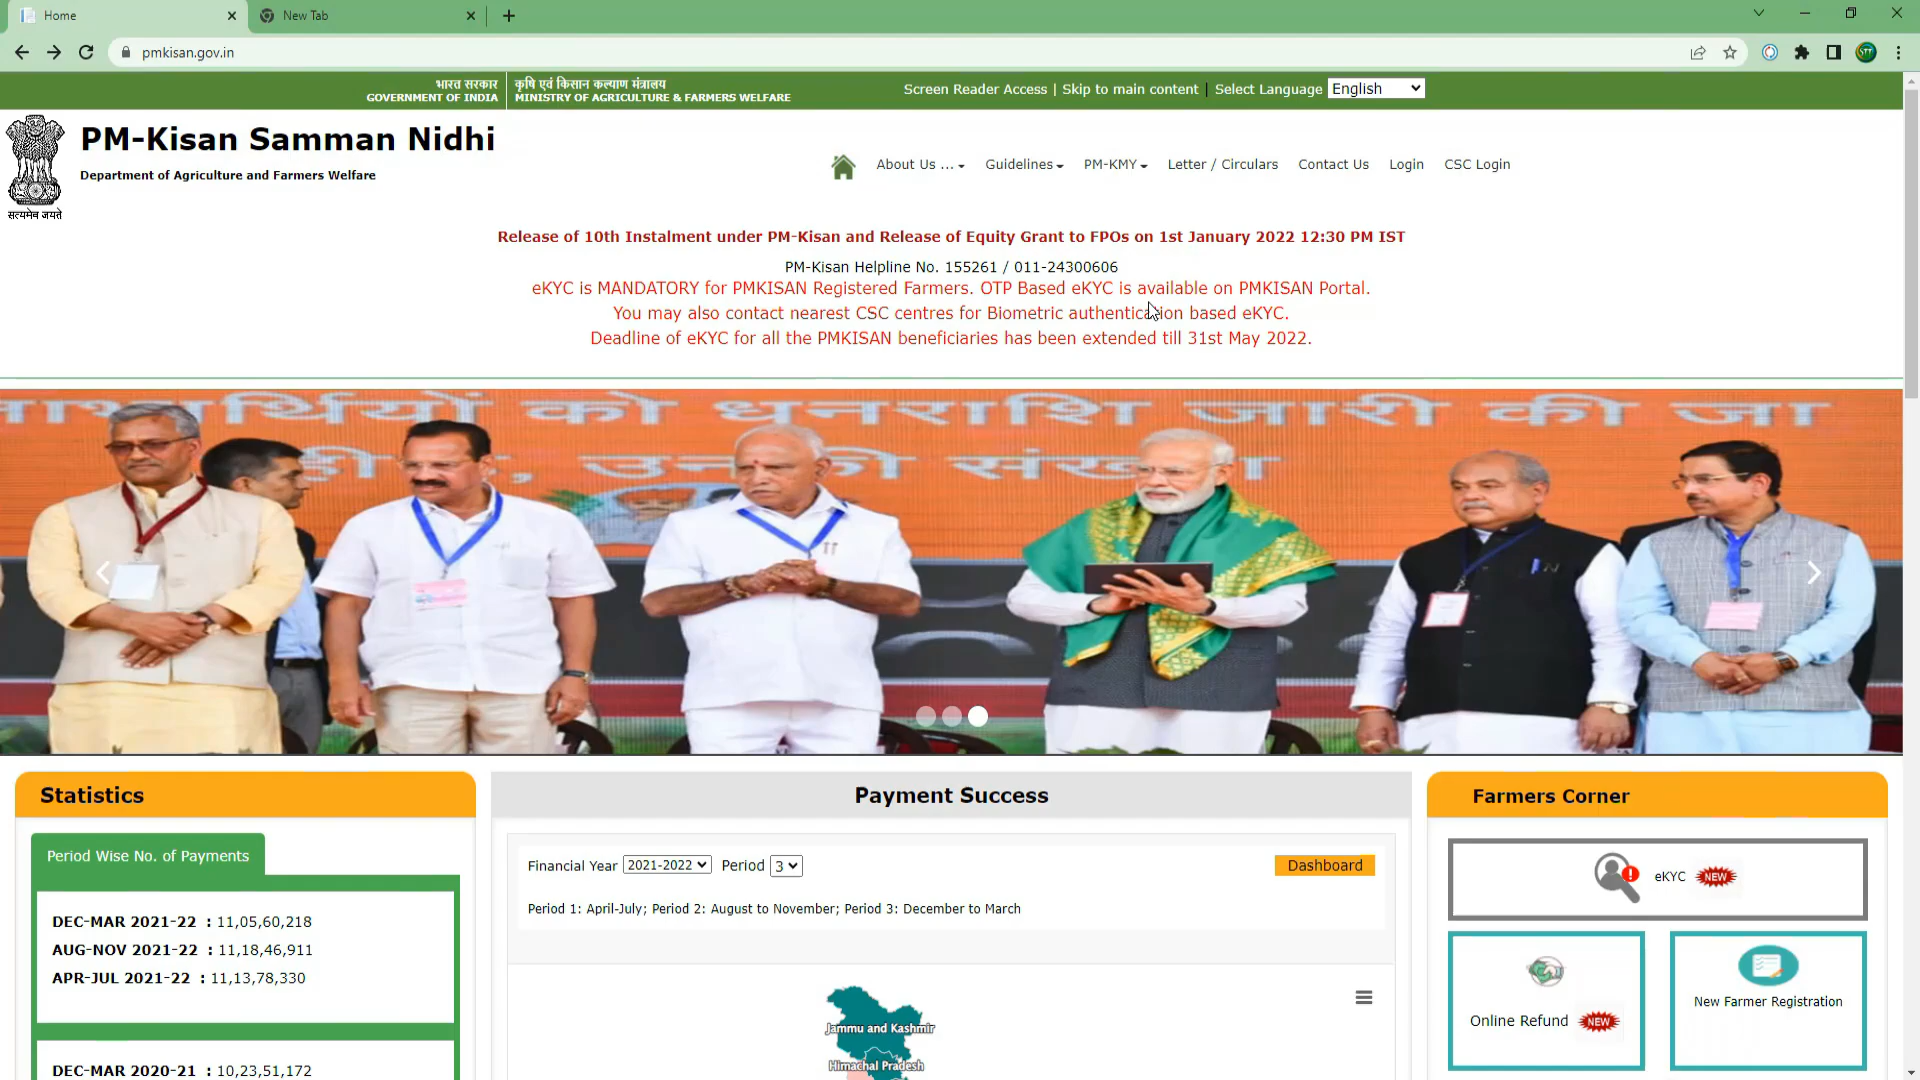 Home
New Tab
pmkisan.gov.in
STT
भारत सरकार
GOVERNMENT OF INDIA
कृषि एवं किसान कल्याण मंत्रालय
MINISTRY OF AGRICULTURE & FARMERS WELFARE
Screen Reader Access | Skip to main content | Select Language English
PM-Kisan Samman Nidhi
Department of Agriculture and Farmers Welfare
सत्यमेव जयते
About Us ... Guidelines PM-KMY Letter / Circulars Contact Us Login CSC Login
Release of 10th Instalment under PM-Kisan and Release of Equity Grant to FPOs on 1st January 2022 12:30 PM IST
PM-Kisan Helpline No. 155261 / 011-24300606
eKYC is MANDATORY for PMKISAN Registered Farmers. OTP Based eKYC is available on PMKISAN Portal.
You may also contact nearest CSC centres for Biometric authentication based eKYC.
Deadline of eKYC for all the PMKISAN beneficiaries has been extended till 31st May 2022.
को धनराशि जारी की जा
उनकी
Statistics
Period Wise No. of Payments
DEC-MAR 2021-22 : 11,05,60,218
AUG-NOV 2021-22 : 11,18,46,911
APR-JUL 2021-22 : 11,13,78,330
DEC-MAR 2020-21 : 10,23,51,172
Payment Success
Financial Year 2021-2022 Period 3
Dashboard
Period 1: April-July; Period 2: August to November; Period 3: December to March
Jammu and Kashmir
Himachal Pradesh
Farmers Corner
eKYC NEW
Online Refund NEW
New Farmer Registration